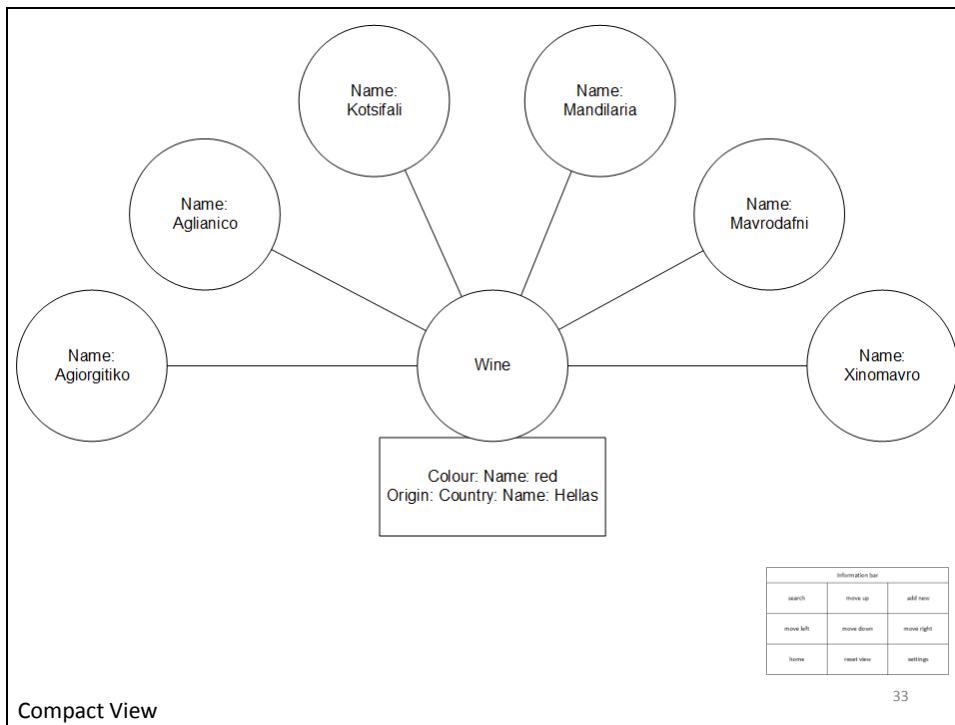 Name:
Kotsifali
Name:
Mandilaria
Name:
Aglianico
Name:
Mavrodafni
Name:
Agiorgitiko
Wine
Name:
Xinomavro
Colour: Name: red
Origin: Country: Name: Hellas
Information bar
search
move up
add new
move left
move down
move right
home
reset view
settings
33
Compact View